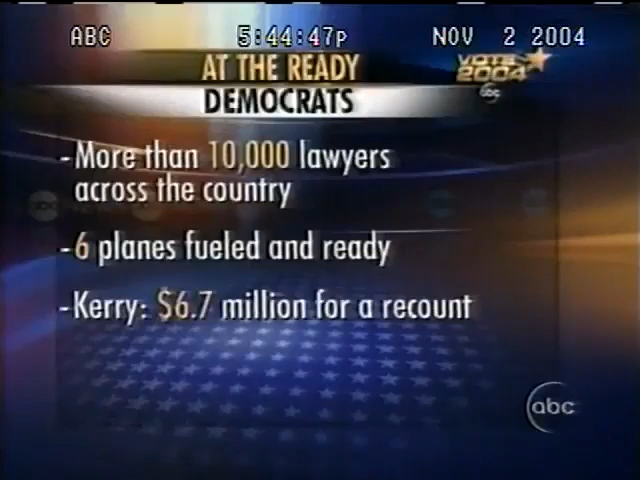 ABC 5:44:47P NOV 2 2004
AT THE READY
VOTE
2004
abc
DEMOCRATS
-More than 10,000 lawyers
across the country
-6 planes fueled and ready
-Kerry: $6.7 million for a recount
abc